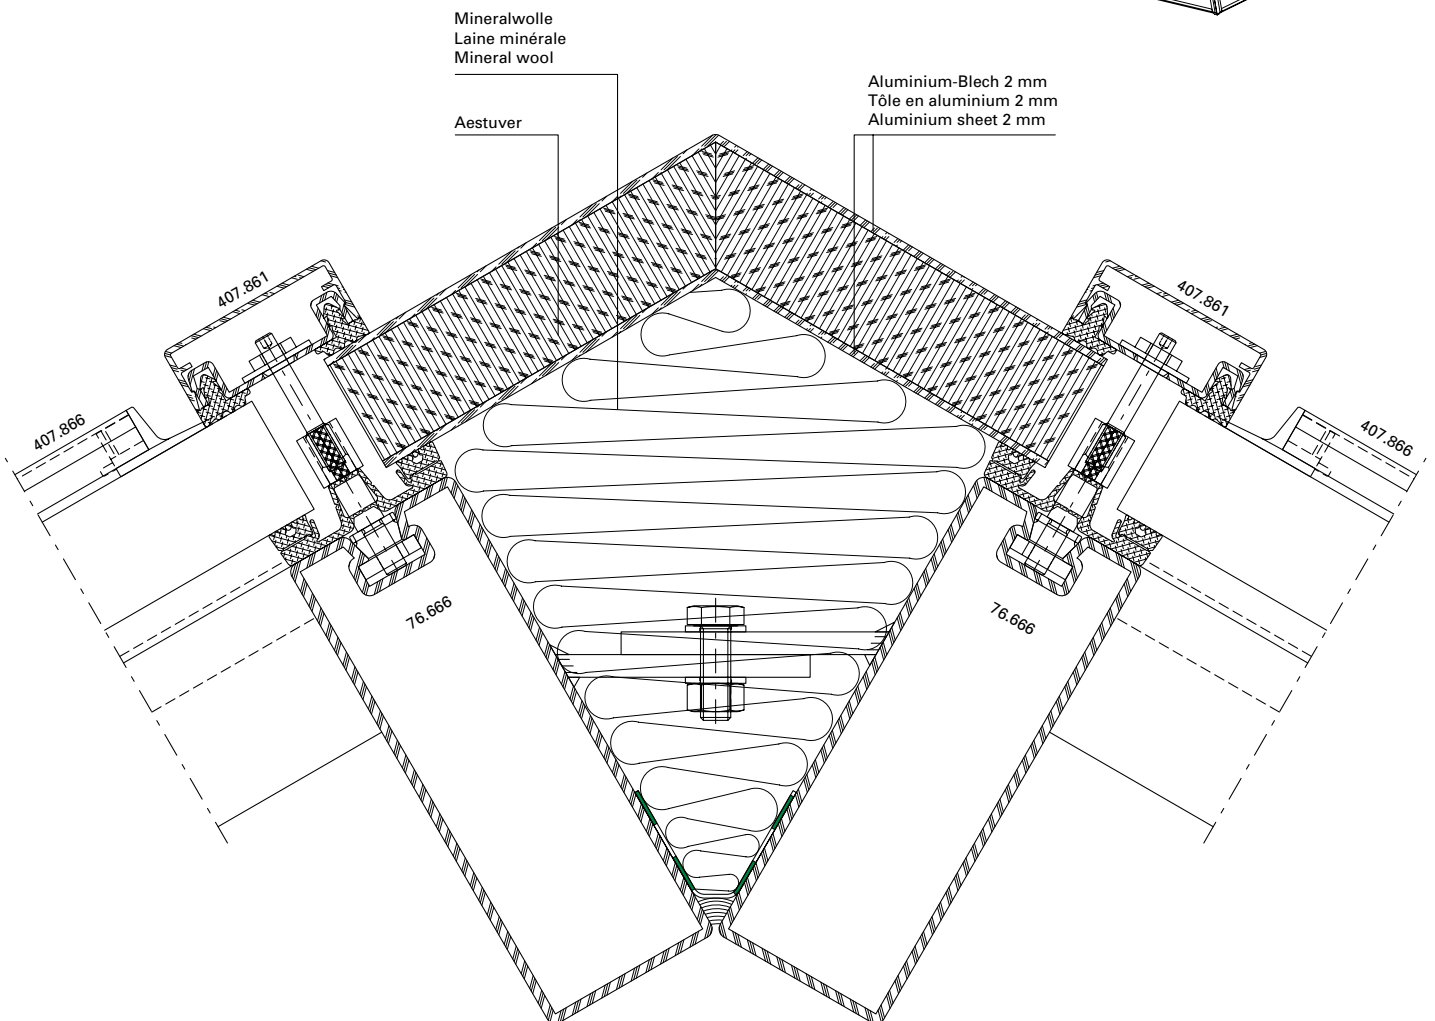 Mineralwolle
Laine minérale
Mineral wool
Aestuver
Aluminium-Blech 2 mm
Tôle en aluminium 2 mm
Aluminium sheet 2 mm
407.861
407.861
407.866
407.866
76.666
76.666